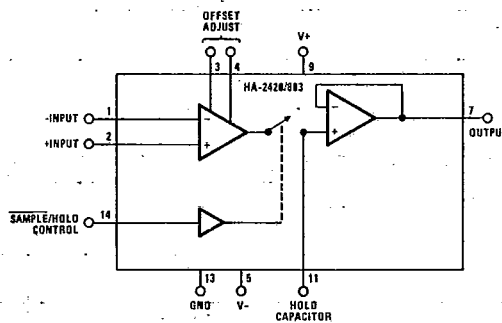 OFFSET
ADJUST
V+
3
4
9
HA-2420/883
-INPUT
1
+INPUT
2
-
+
-
+
7
OUTPU
SAMPLE/HOLD
CONTROL
14
13
5
11
GND
V-
HOLD
CAPACITOR